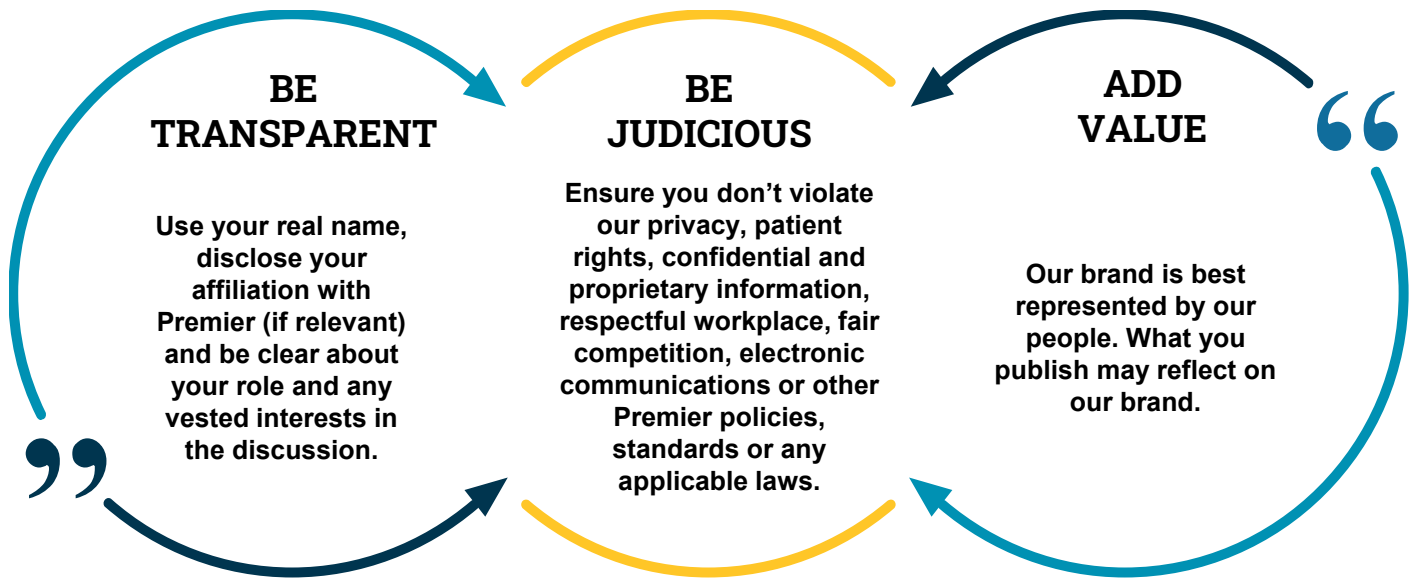 BE
TRANSPARENT
Use your real name,
disclose your
affiliation with
Premier (if relevant)
and be clear about
your role and any
vested interests in
the discussion.
BE
JUDICIOUS
Ensure you don’t violate
our privacy, patient
rights, confidential and
proprietary information,
respectful workplace, fair
competition, electronic
communications or other
Premier policies,
standards or any
applicable laws.
ADD
VALUE
Our brand is best
represented by our
people. What you
publish may reflect on
our brand.